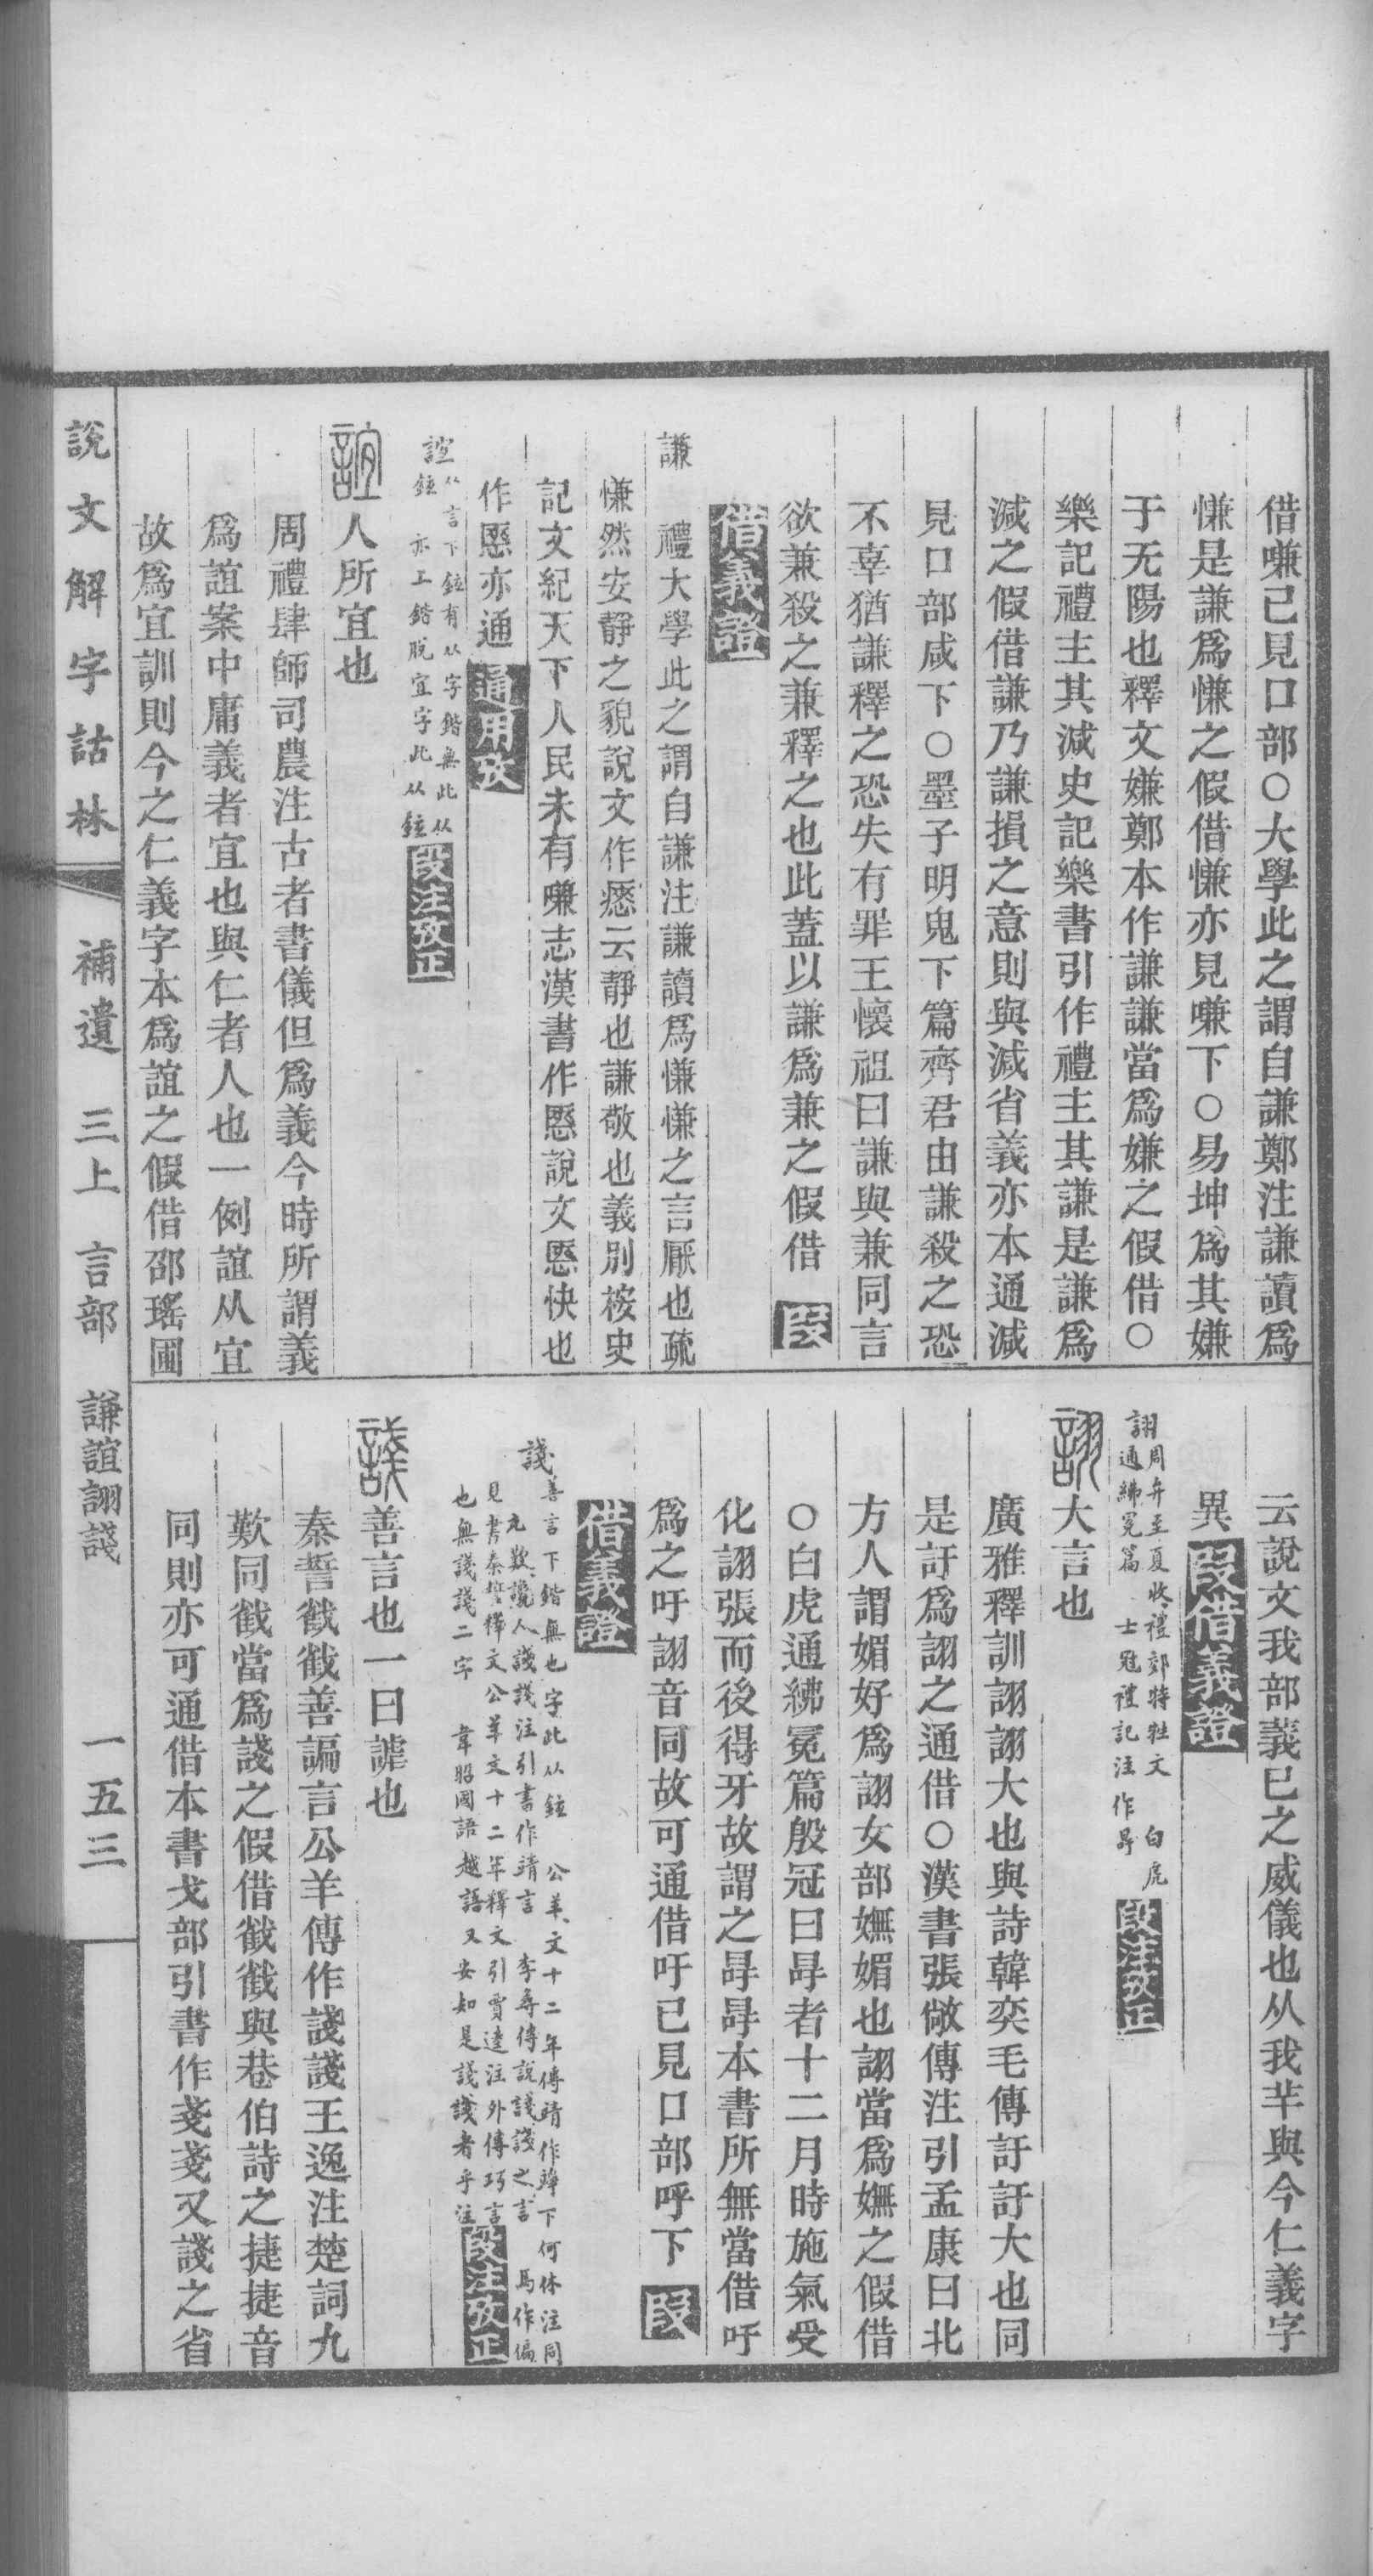 借嗛已見口部○大學此之謂自謙鄭注謙讀爲
慊是謙爲慊之假借慊亦見嗛下○易坤爲其嫌
于无陽也釋文嫌鄭本作謙謙當爲嫌之假借○
樂記禮主其減史記樂書引作禮主其謙是謙爲
減之假借謙乃謙損之意則與減省義亦本通減
見口部咸下○墨子明鬼下篇齊君由謙殺之恐
不辜猶謙釋之恐失有罪王懷祖曰謙與兼同言
欲兼殺之兼釋之也此蓋以謙爲兼之假借 叚
借義證
謙 禮大學此之謂自謙注謙讀爲慊慊之言厭也疏
慊然安靜之貌說文作㥶云靜也謙敬也義別桉史
記文紀天下人民未有嗛志漢書作㥦說文㥦快也
作㥦亦通 通用攷
誼 从言下鉉有从字鍇無此从
鉉 亦工鍇脫宜字此从鉉 段注攷正
誼 人所宜也
周禮肆師司農注古者書儀但爲義今時所謂義
爲誼案中庸義者宜也與仁者人也一例誼从宜
故爲宜訓則今之仁義字本爲誼之假借邵瑤圃
云說文我部義已之威儀也从我𦍌與今仁義字
異 叚借義證
詡 周弁至夏收禮郊特牲文 白虎
通紼冕篇 士冠禮記注作冔 段注攷正
詡 大言也
廣雅釋訓詡詡大也與詩韓奕毛傳訏訏大也同
是訏爲詡之通借○漢書張敞傳注引孟康曰北
方人謂媚好爲詡女部嫵媚也詡當爲嫵之假借
○白虎通紼冕篇殷冠曰冔者十二月時施氣受
化詡張而後得牙故謂之冔冔本書所無當借吁
爲之吁詡音同故可通借吁已見口部呼下 叚
借義證
諓 善言下鍇無也字此从鉉 公羊文十二年傳靖作竫下何休注同
九歎讒人諓諓注引書作靖言 李尋傳說諓諓之言 馬作偏
見書秦誓釋文公羊文十二年釋文引賈逵注外傳巧言
也無諓諓二字 韋昭國語越語又安知是諓諓者乎注 段注攷正
諓 善言也一曰謔也
秦誓截截善諞言公羊傳作諓諓王逸注楚詞九
歎同截當爲諓之假借截截與巷伯詩之捷捷音
同則亦可通借本書戈部引書作戔戔又諓之省
說文解字詁林 補遺 三上 言部 謙誼詡諓 一五三